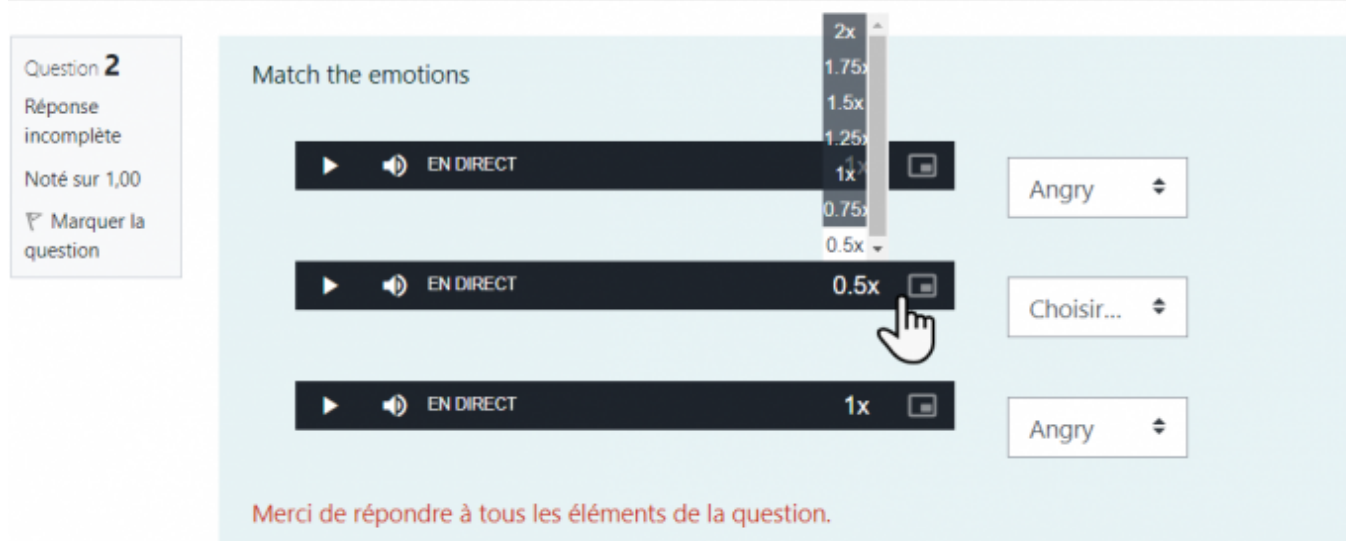 Question 2
Réponse
incomplète
Noté sur 1,00
Marquer la
question
Match the emotions
2x
1.75x
1.5x
1.25x
1x
0.75x
0.5x
EN DIRECT
1x
Angry
EN DIRECT
0.5x
Choisir...
EN DIRECT
1x
Angry
Merci de répondre à tous les éléments de la question.